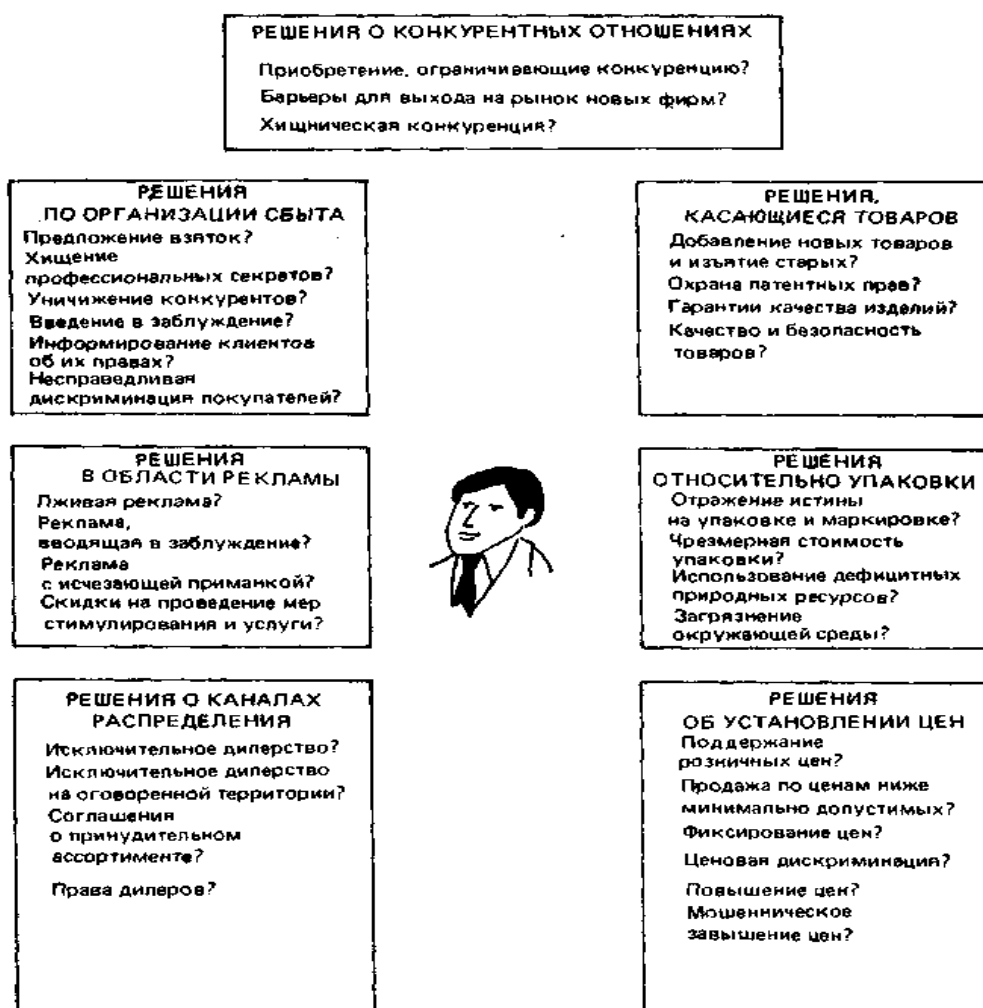 РЕШЕНИЯ О КОНКУРЕНТНЫХ ОТНОШЕНИЯХ
Приобретение, ограничивающие конкуренцию?
Барьеры для выхода на рынок новых фирм?
Хищническая конкуренция?
РЕШЕНИЯ
ПО ОРГАНИЗАЦИИ СБЫТА
Предложение взяток?
Хищение
профессиональных секретов?
Уничижение конкурентов?
Введение в заблуждение?
Информирование клиентов
об их правах?
Несправедливая
дискриминация покупателей?
РЕШЕНИЯ,
КАСАЮЩИЕСЯ ТОВАРОВ
Добавление новых товаров
и изъятие старых?
Охрана патентных прав?
Гарантии качества изделий?
Качество и безопасность
товаров?
РЕШЕНИЯ
В ОБЛАСТИ РЕКЛАМЫ
Лживая реклама?
Реклама,
вводящая в заблуждение?
Реклама
с исчезающей приманкой?
Скидки на проведение мер
стимулирования и услуги?
РЕШЕНИЯ
ОТНОСИТЕЛЬНО УПАКОВКИ
Отражение истины
на упаковке и маркировке?
Чрезмерная стоимость
упаковки?
Использование дефицитных
природных ресурсов?
Загрязнение
окружающей среды?
РЕШЕНИЯ О КАНАЛАХ
РАСПРЕДЕЛЕНИЯ
Исключительное дилерство?
Исключительное дилерство
на оговоренной территории?
Соглашения
о принудительном
ассортименте?
Права дилеров?
РЕШЕНИЯ
ОБ УСТАНОВЛЕНИИ ЦЕН
Поддержание
розничных цен?
Продажа по ценам ниже
минимально допустимых?
Фиксирование цен?
Ценовая дискриминация?
Повышение цен?
Мошенническое
завышение цен?